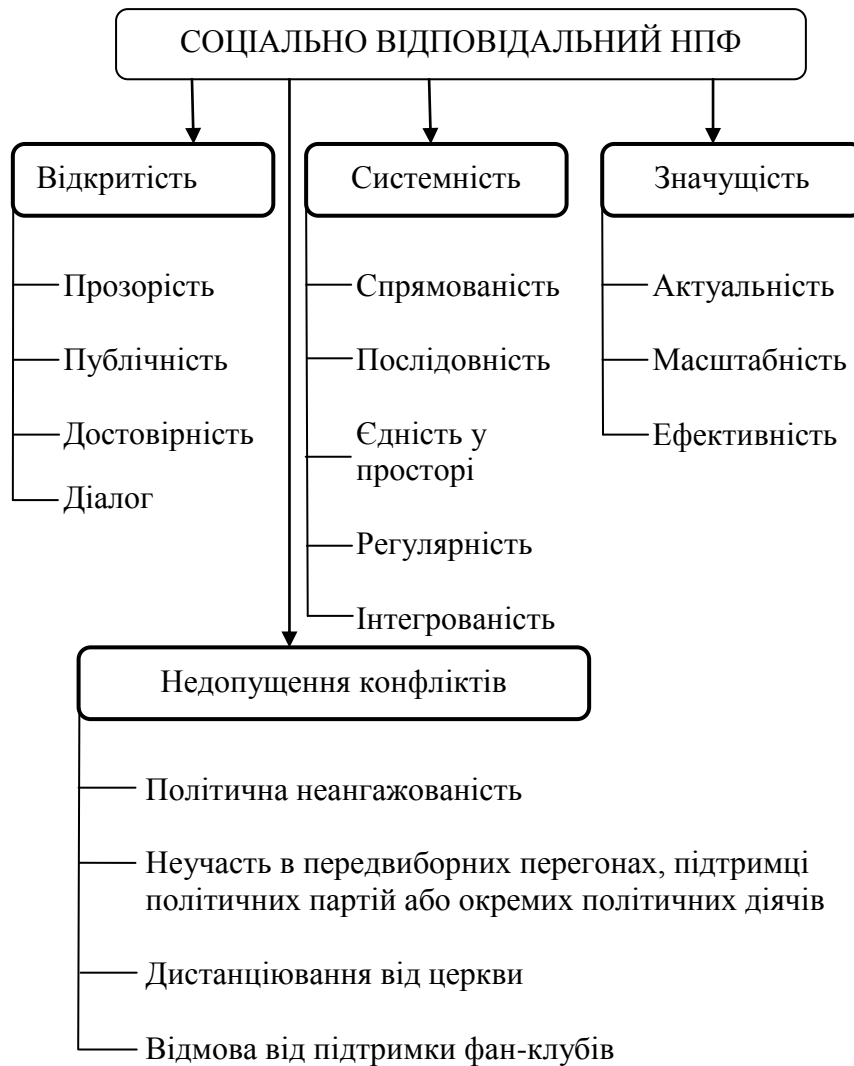 СОЦІАЛЬНО ВІДПОВІДАЛЬНИЙ НПФ
Відкритість
Прозорість
Публічність
Достовірність
Діалог
Системність
Спрямованість
Послідовність
Єдність у
просторі
Регулярність
Інтегрованість
Значущість
Актуальність
Масштабність
Ефективність
Недопущення конфліктів
Політична неангажованість
Неучасть в передвиборних перегонах, підтримці
політичних партій або окремих політичних діячів
Дистанціювання від церкви
Відмова від підтримки фан-клубів